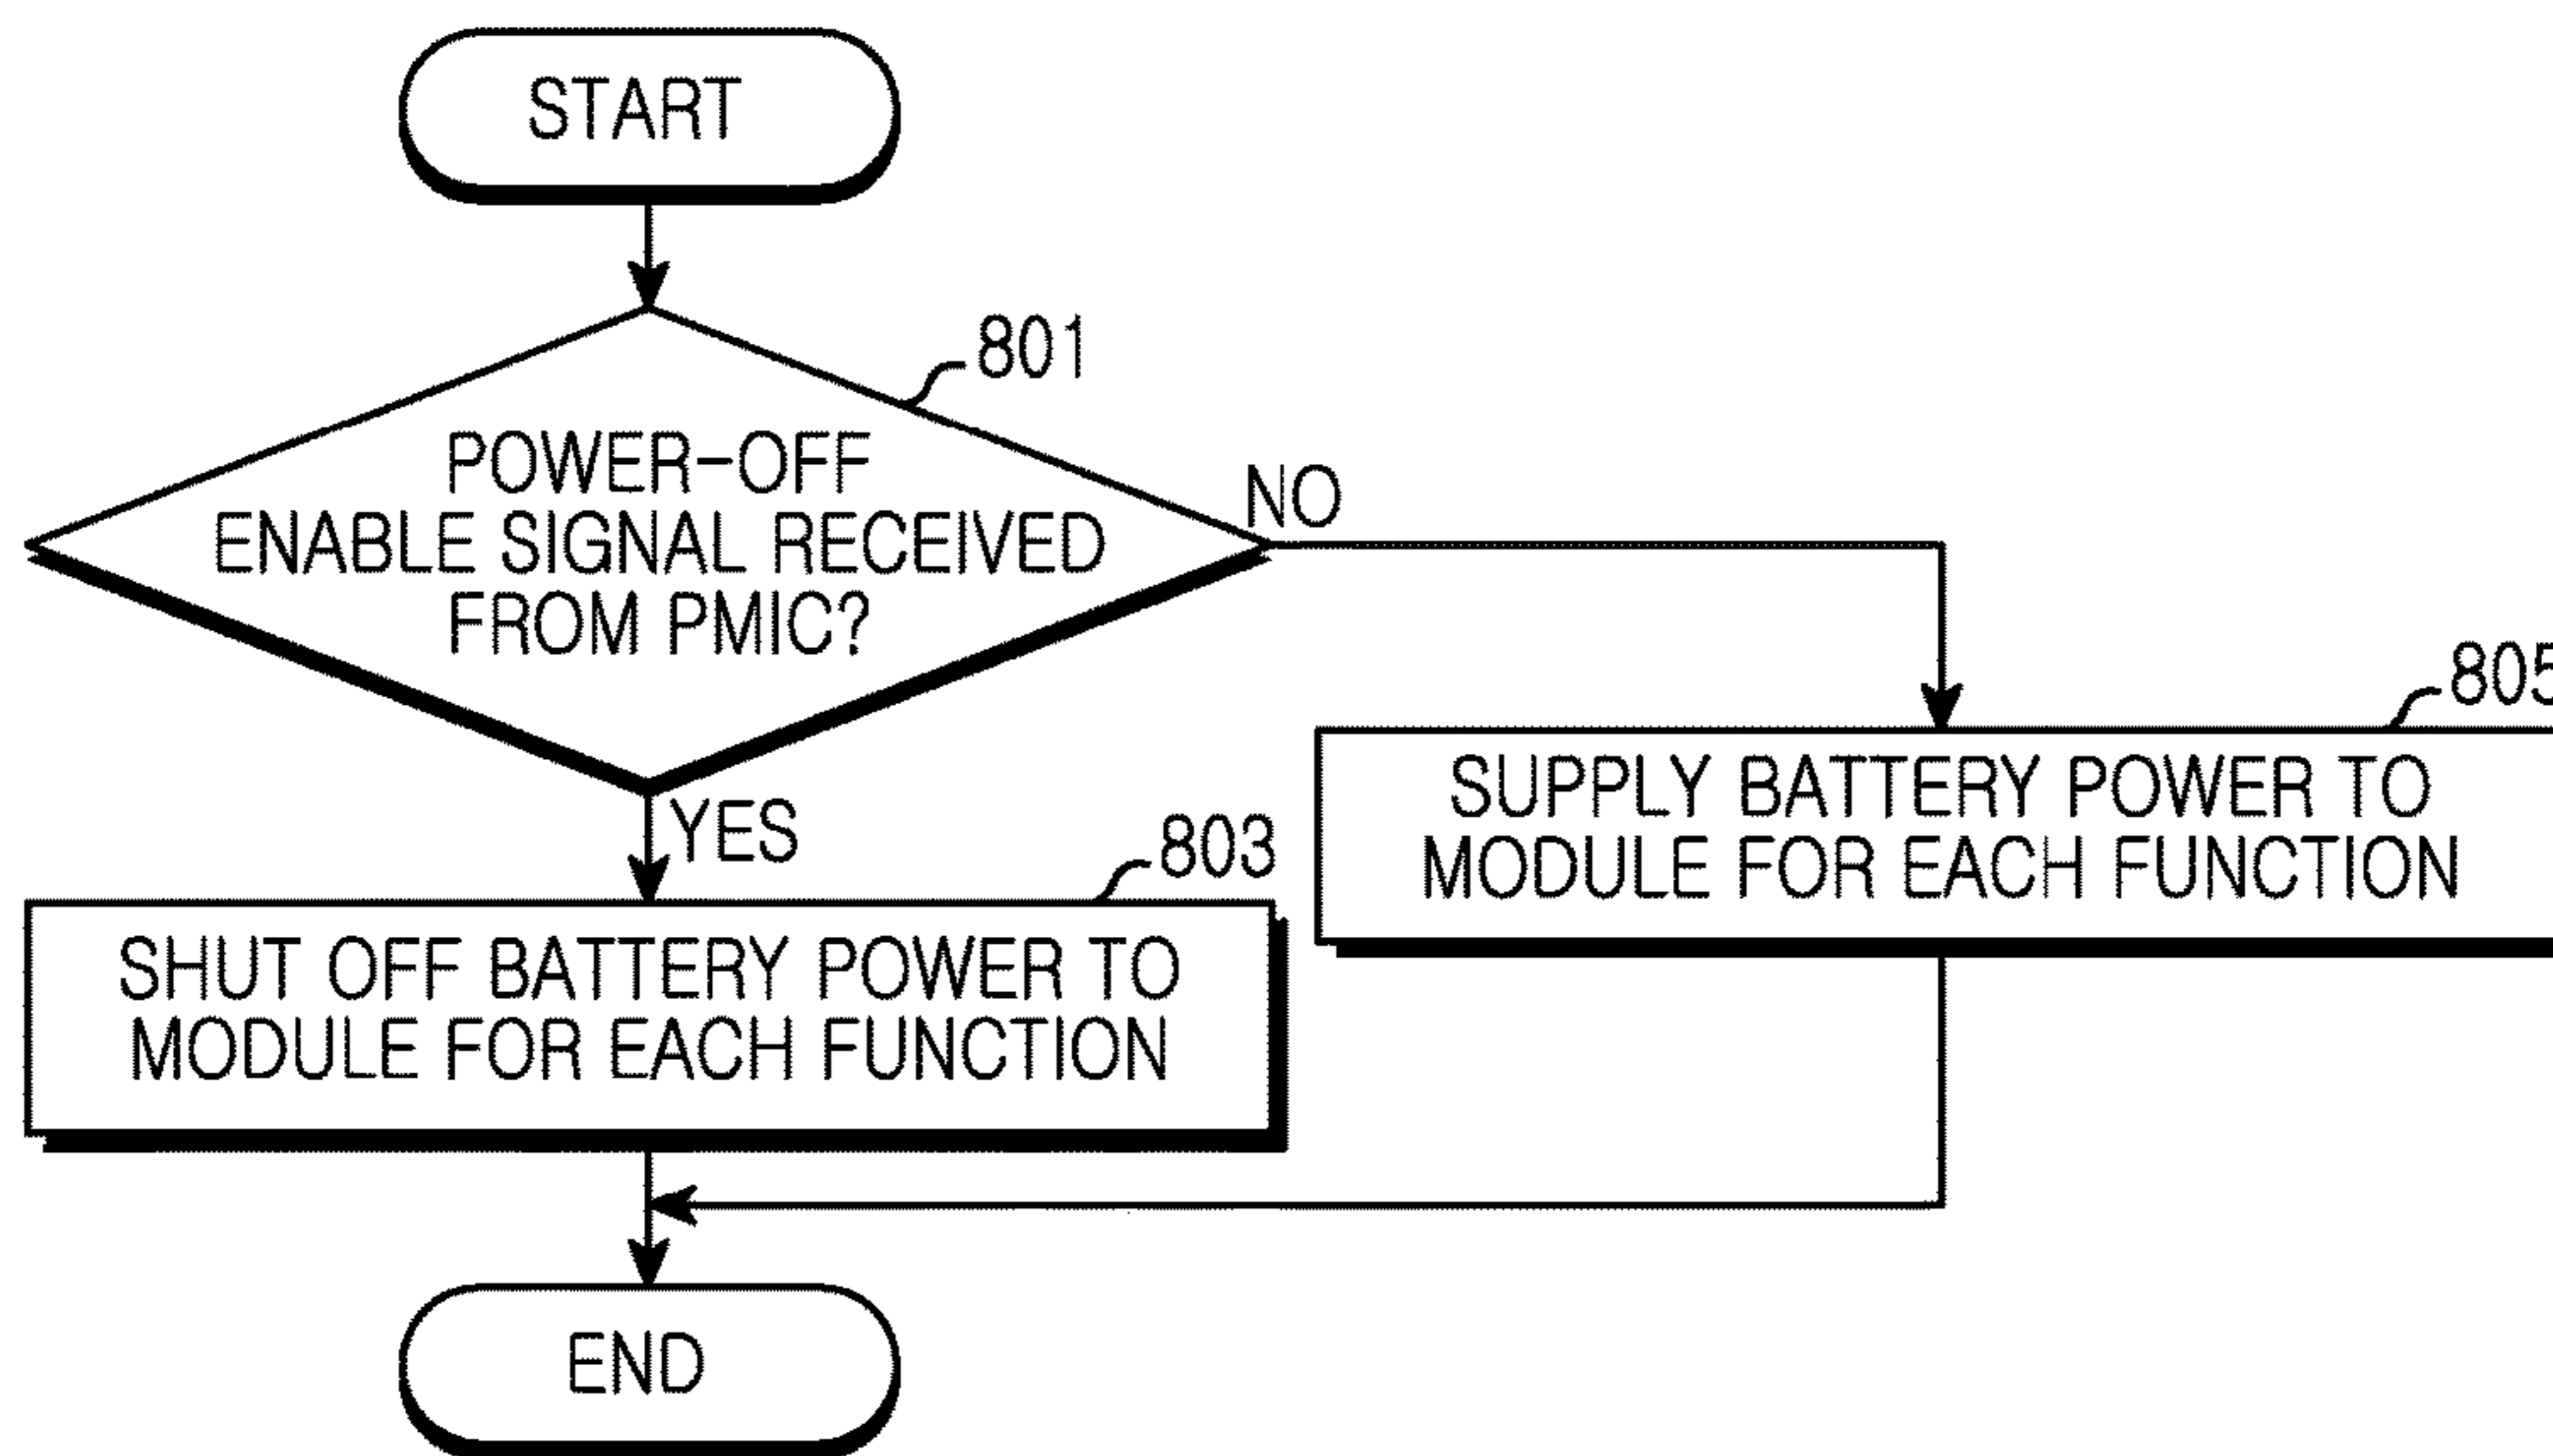 START
801
POWER-OFF
ENABLE SIGNAL RECEIVED
FROM PMIC?
NO
YES
805
SUPPLY BATTERY POWER TO
MODULE FOR EACH FUNCTION
803
SHUT OFF BATTERY POWER TO
MODULE FOR EACH FUNCTION
END